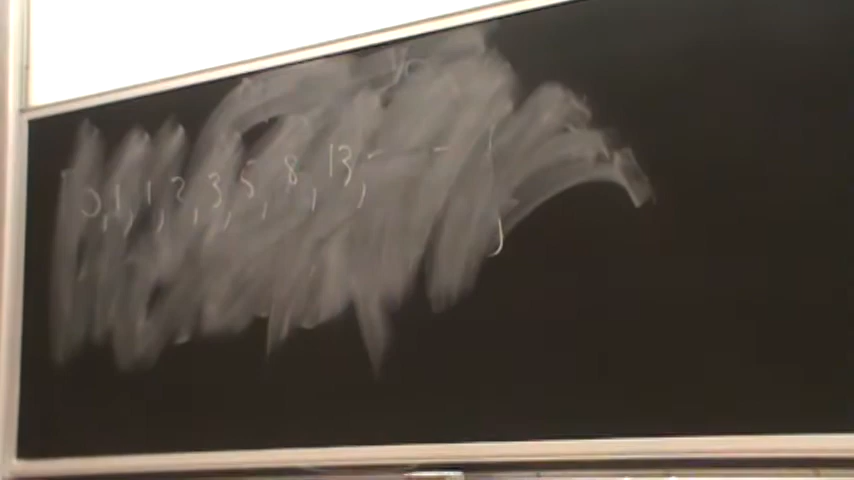 0, 1, 1, 2, 3, 5, 8, 13, - - -